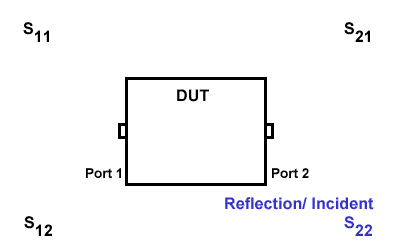 S11 S21
DUT
Port 1 Port 2
Reflection/ Incident
S12 S22